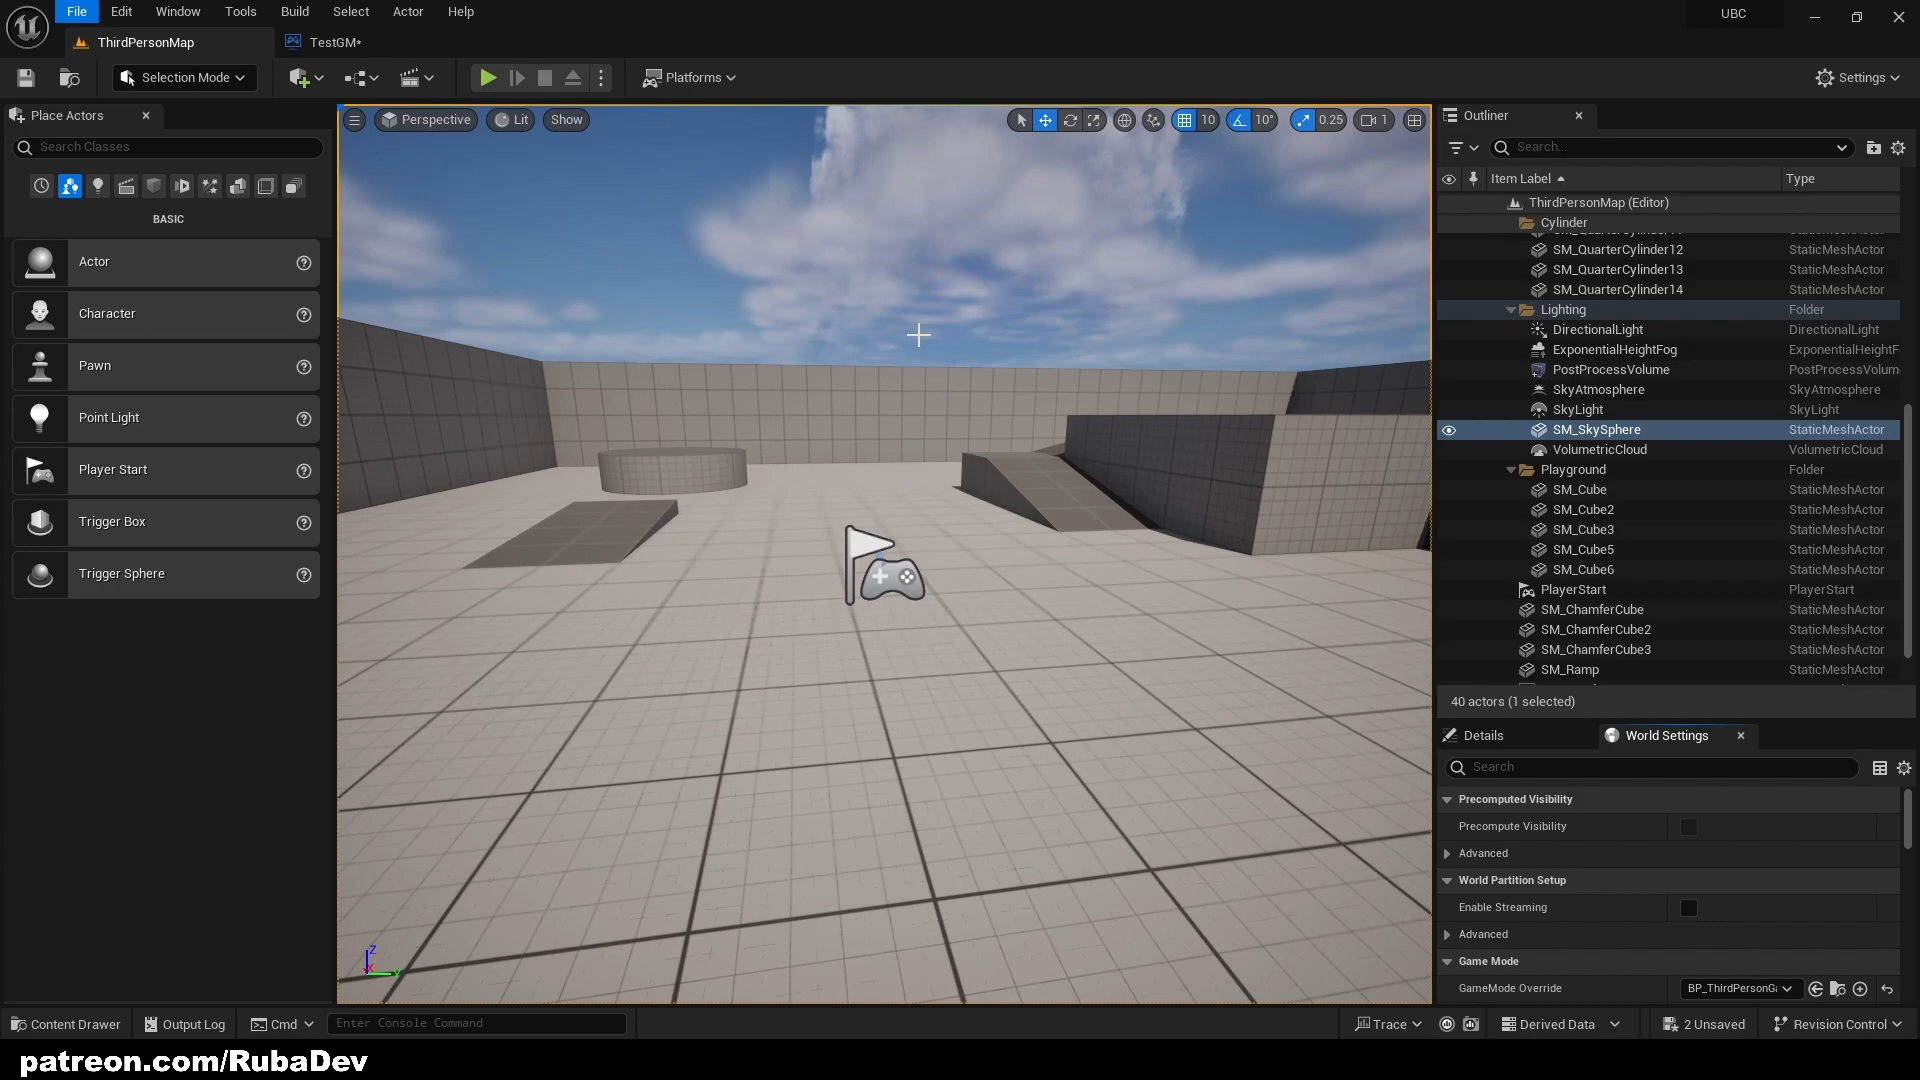 File Edit Window Tools Build Select Actor Help
UBC
ThirdPersonMap
TestGM*
Selection Mode
Platforms
Settings
Place Actors
Search Classes
BASIC
Actor
Character
Pawn
Point Light
Player Start
Trigger Box
Trigger Sphere
Perspective
Lit
Show
10
10°
0.25
1
Z
X
Y
Outliner
Search...
Item Label
Type
ThirdPersonMap (Editor)
Cylinder
SM_QuarterCylinder12 StaticMeshActor
SM_QuarterCylinder13 StaticMeshActor
SM_QuarterCylinder14 StaticMeshActor
Lighting Folder
DirectionalLight DirectionalLight
ExponentialHeightFog ExponentialHeightF
PostProcessVolume PostProcessVolum
SkyAtmosphere SkyAtmosphere
SkyLight SkyLight
SM_SkySphere StaticMeshActor
VolumetricCloud VolumetricCloud
Playground Folder
SM_Cube StaticMeshActor
SM_Cube2 StaticMeshActor
SM_Cube3 StaticMeshActor
SM_Cube5 StaticMeshActor
SM_Cube6 StaticMeshActor
PlayerStart PlayerStart
SM_ChamferCube StaticMeshActor
SM_ChamferCube2 StaticMeshActor
SM_ChamferCube3 StaticMeshActor
SM_Ramp StaticMeshActor
40 actors (1 selected)
Details
World Settings
Search
Precomputed Visibility
Precompute Visibility
Advanced
World Partition Setup
Enable Streaming
Advanced
Game Mode
GameMode Override BP_ThirdPersonGa
Content Drawer
Output Log
Cmd
Enter Console Command
Trace
Derived Data
2 Unsaved
Revision Control
patreon.com/RubaDev